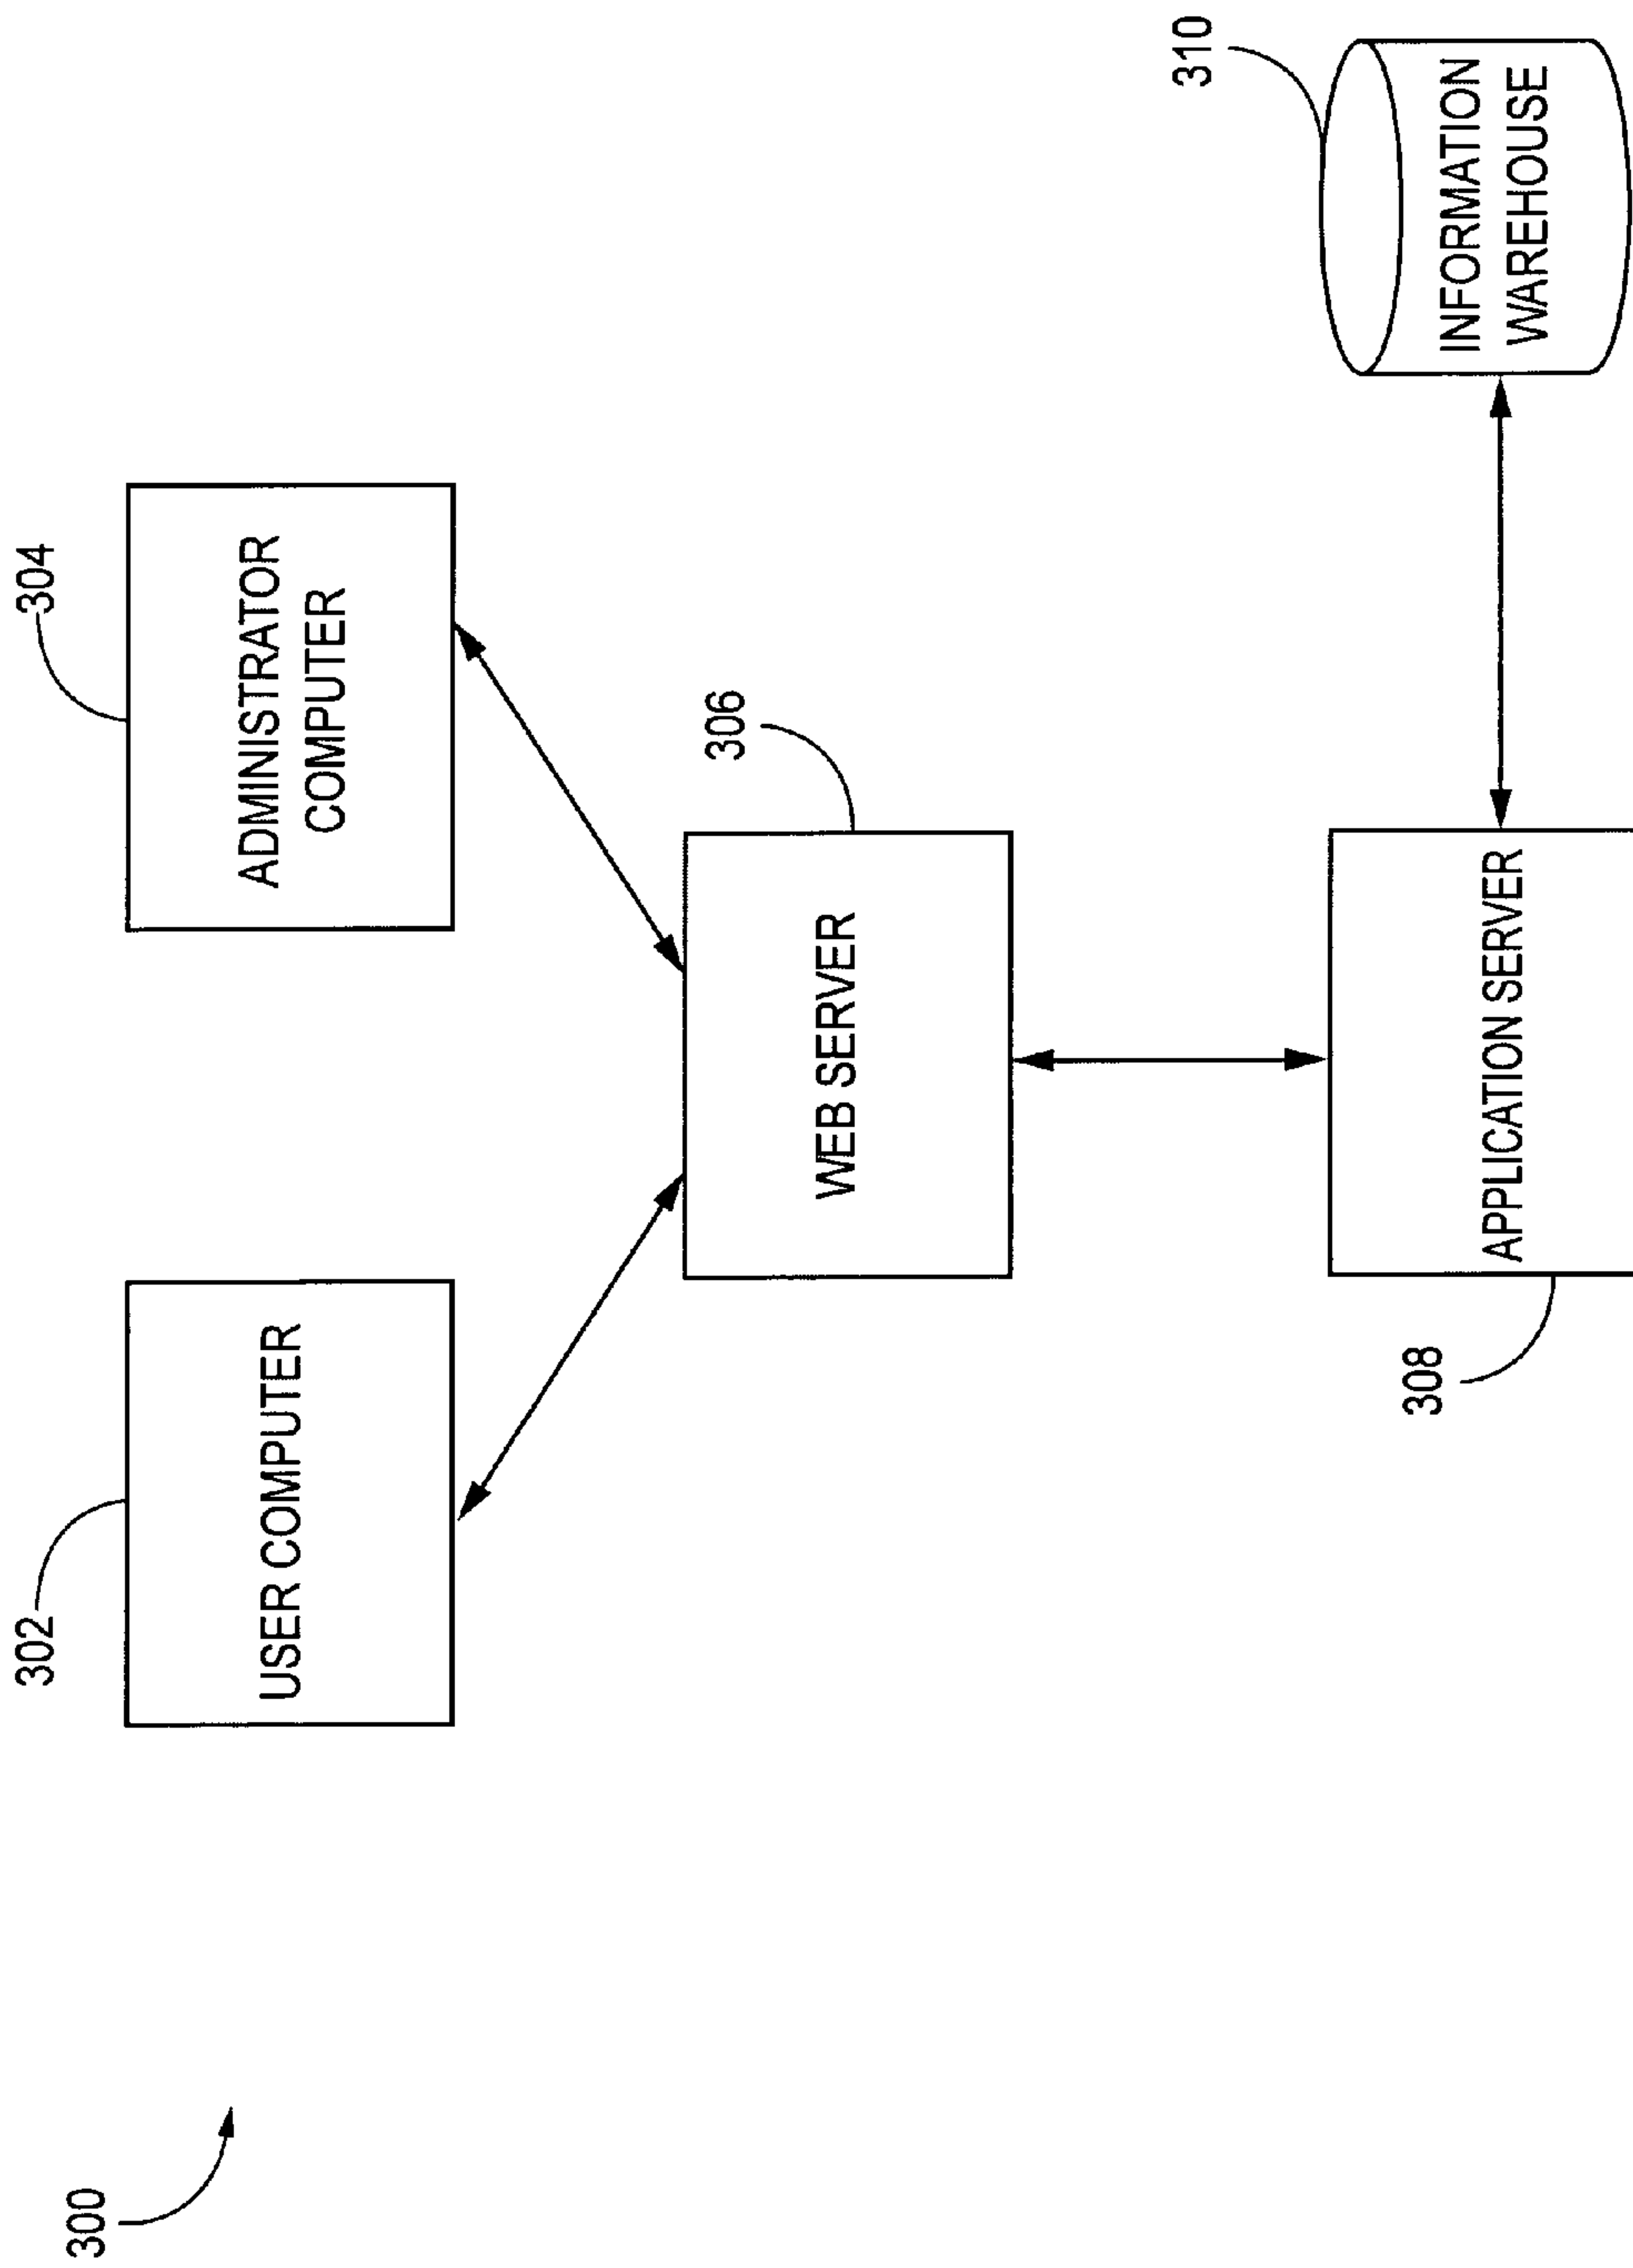 300
302
USER COMPUTER
304
ADMINISTRATOR
COMPUTER
306
WEB SERVER
308
APPLICATION SERVER
310
INFORMATION
WAREHOUSE